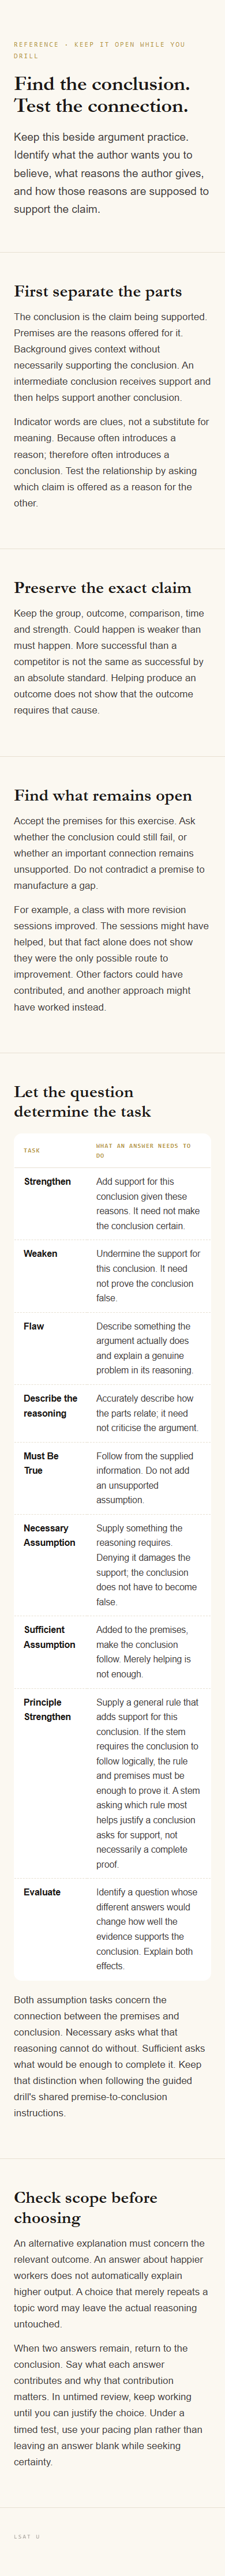 REFERENCE · KEEP IT OPEN WHILE YOU
DRILL
Find the conclusion.
Test the connection.
Keep this beside argument practice.
Identify what the author wants you to
believe, what reasons the author gives,
and how those reasons are supposed to
support the claim.
First separate the parts
The conclusion is the claim being supported.
Premises are the reasons offered for it.
Background gives context without
necessarily supporting the conclusion. An
intermediate conclusion receives support and
then helps support another conclusion.
Indicator words are clues, not a substitute for
meaning. Because often introduces a
reason; therefore often introduces a
conclusion. Test the relationship by asking
which claim is offered as a reason for the
other.
Preserve the exact claim
Keep the group, outcome, comparison, time
and strength. Could happen is weaker than
must happen. More successful than a
competitor is not the same as successful by
an absolute standard. Helping produce an
outcome does not show that the outcome
requires that cause.
Find what remains open
Accept the premises for this exercise. Ask
whether the conclusion could still fail, or
whether an important connection remains
unsupported. Do not contradict a premise to
manufacture a gap.
For example, a class with more revision
sessions improved. The sessions might have
helped, but that fact alone does not show
they were the only possible route to
improvement. Other factors could have
contributed, and another approach might
have worked instead.
Let the question
determine the task
TASK
WHAT AN ANSWER NEEDS TO
DO
Strengthen
Add support for this
conclusion given these
reasons. It need not make
the conclusion certain.
Weaken
Undermine the support for
this conclusion. It need
not prove the conclusion
false.
Flaw
Describe something the
argument actually does
and explain a genuine
problem in its reasoning.
Describe the
reasoning
Accurately describe how
the parts relate; it need
not criticise the argument.
Must Be
True
Follow from the supplied
information. Do not add
an unsupported
assumption.
Necessary
Assumption
Supply something the
reasoning requires.
Denying it damages the
support; the conclusion
does not have to become
false.
Sufficient
Assumption
Added to the premises,
make the conclusion
follow. Merely helping is
not enough.
Principle
Strengthen
Supply a general rule that
adds support for this
conclusion. If the stem
requires the conclusion to
follow logically, the rule
and premises must be
enough to prove it. A stem
asking which rule most
helps justify a conclusion
asks for support, not
necessarily a complete
proof.
Evaluate
Identify a question whose
different answers would
change how well the
evidence supports the
conclusion. Explain both
effects.
Both assumption tasks concern the
connection between the premises and
conclusion. Necessary asks what that
reasoning cannot do without. Sufficient asks
what would be enough to complete it. Keep
that distinction when following the guided
drill's shared premise-to-conclusion
instructions.
Check scope before
choosing
An alternative explanation must concern the
relevant outcome. An answer about happier
workers does not automatically explain
higher output. A choice that merely repeats a
topic word may leave the actual reasoning
untouched.
When two answers remain, return to the
conclusion. Say what each answer
contributes and why that contribution
matters. In untimed review, keep working
until you can justify the choice. Under a
timed test, use your pacing plan rather than
leaving an answer blank while seeking
certainty.
LSAT U